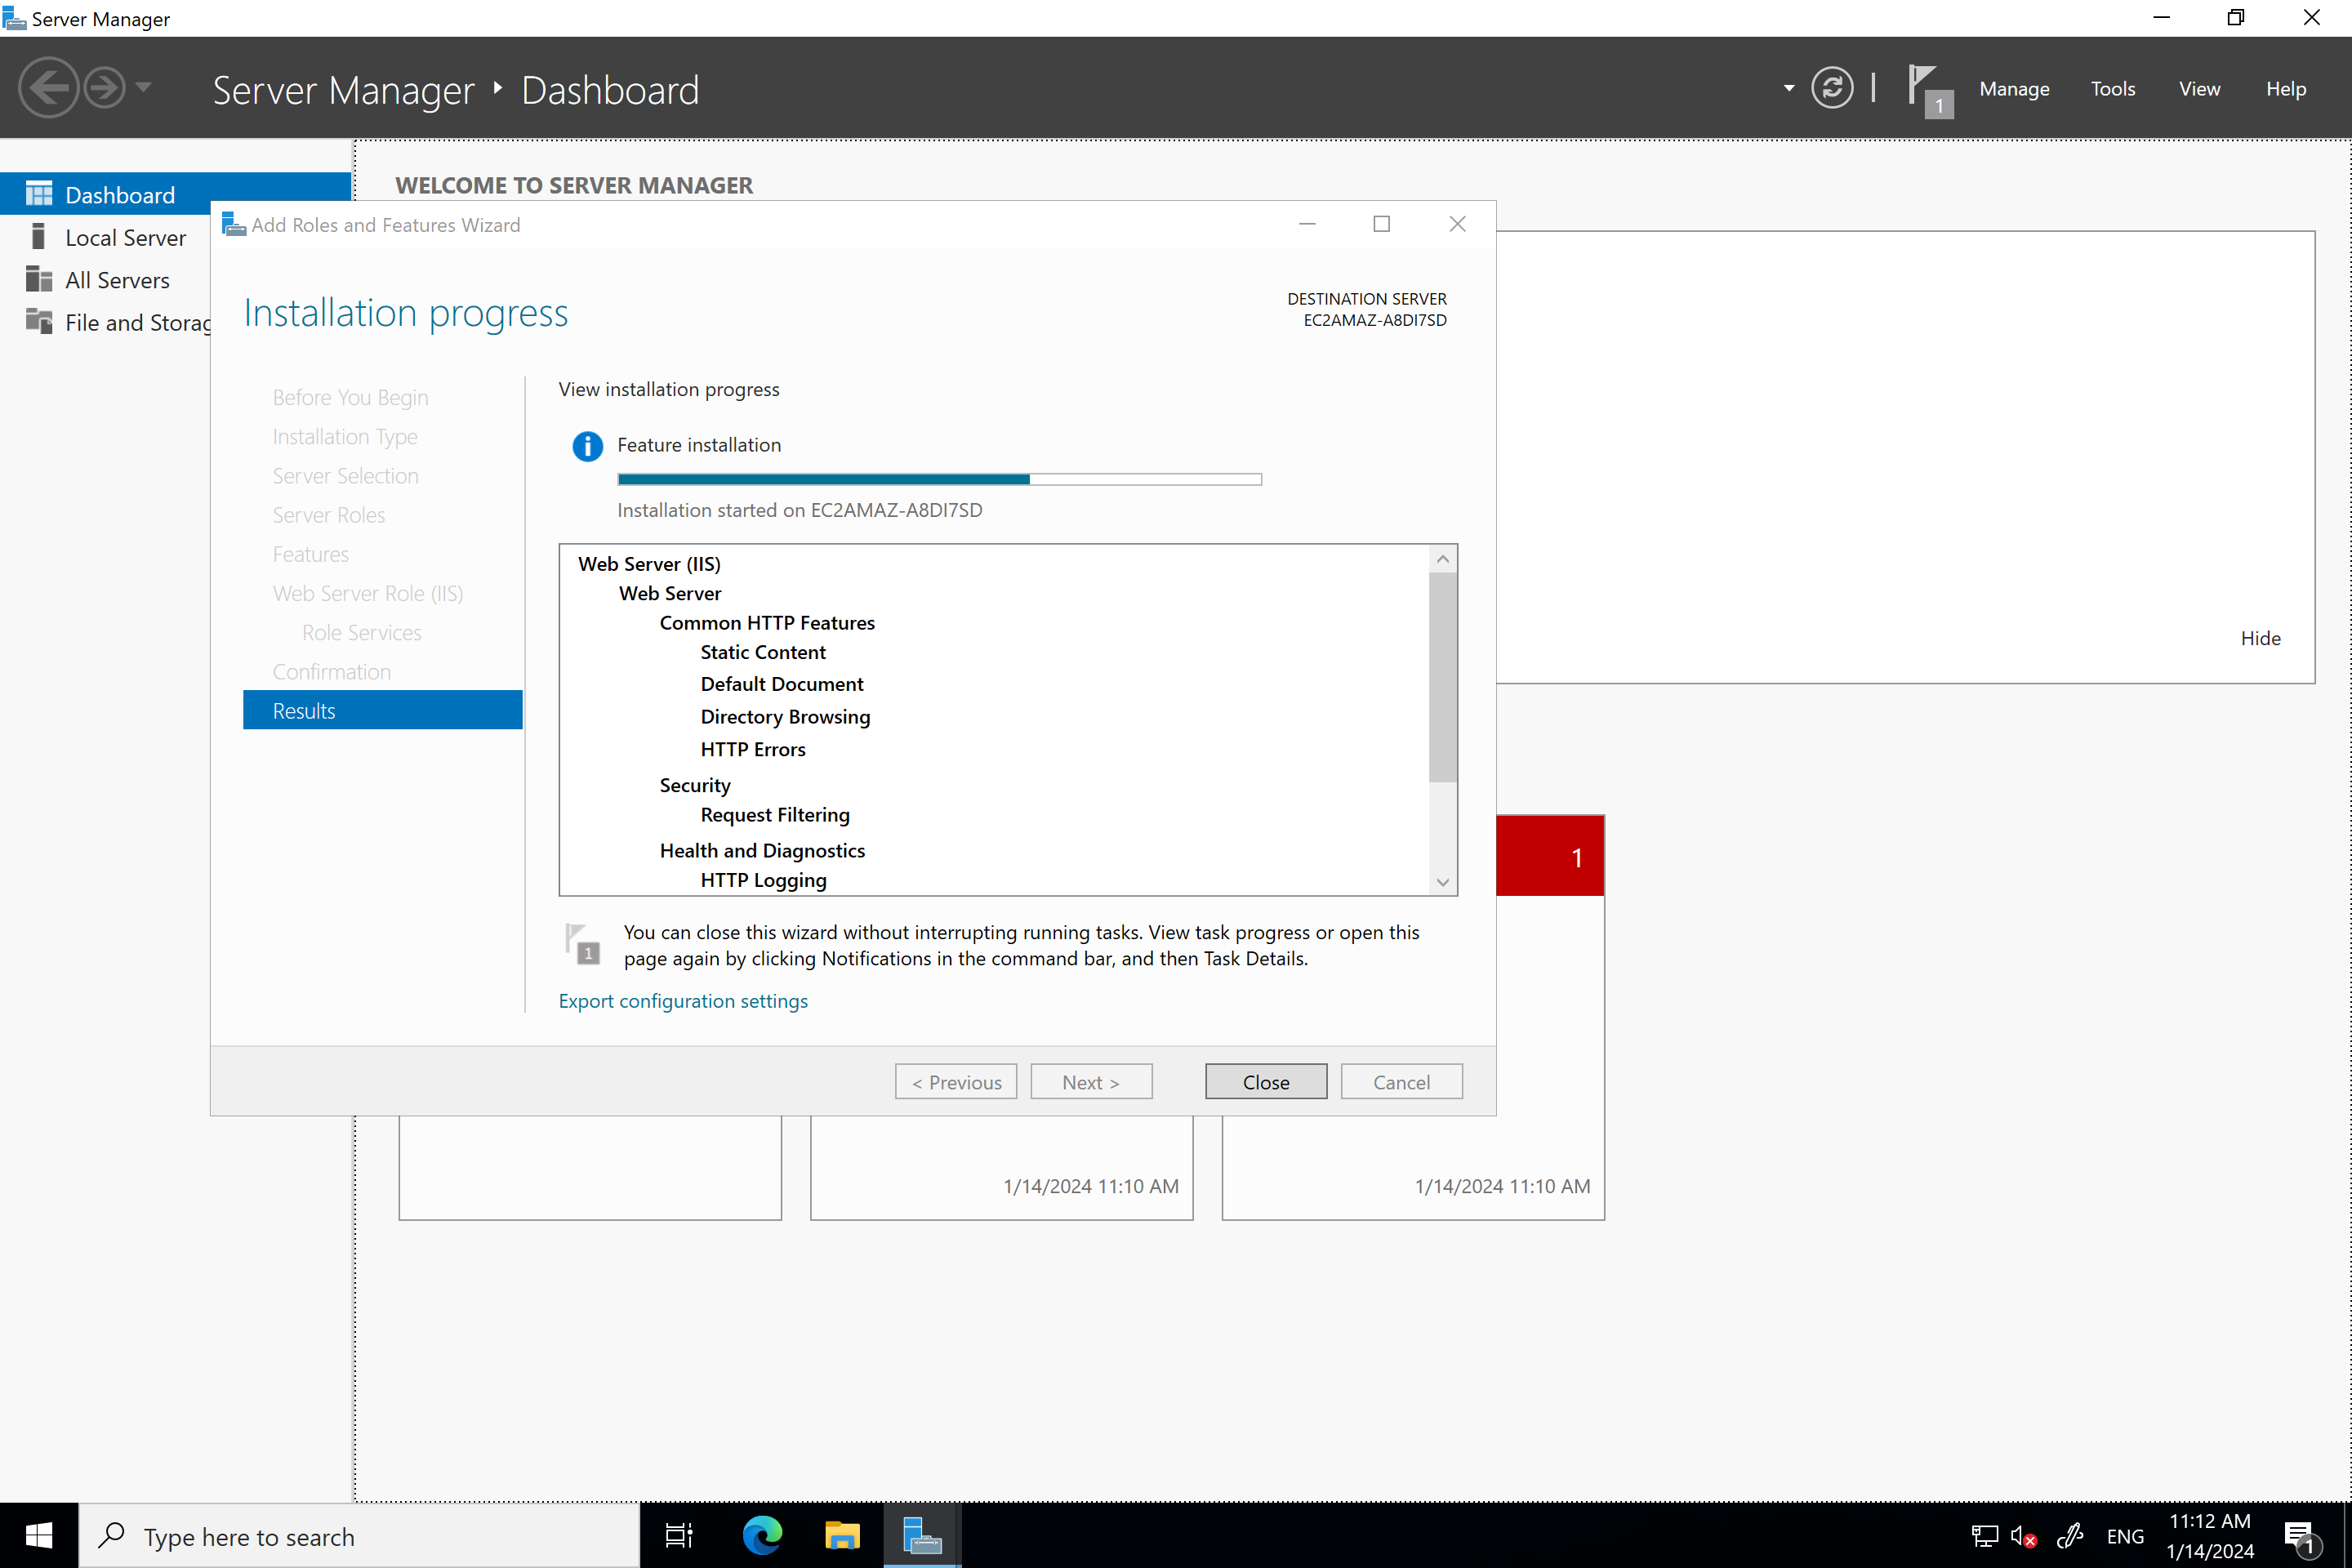 Server Manager
Server Manager ‣ Dashboard
1
Manage
Tools
View
Help
Dashboard
Local Server
All Servers
File and Storag
WELCOME TO SERVER MANAGER
Hide
Add Roles and Features Wizard
Installation progress
DESTINATION SERVER
EC2AMAZ-A8DI7SD
Before You Begin
Installation Type
Server Selection
Server Roles
Features
Web Server Role (IIS)
Role Services
Confirmation
Results
View installation progress
Feature installation
Installation started on EC2AMAZ-A8DI7SD
Web Server (IIS)
Web Server
Common HTTP Features
Static Content
Default Document
Directory Browsing
HTTP Errors
Security
Request Filtering
Health and Diagnostics
HTTP Logging
1
You can close this wizard without interrupting running tasks. View task progress or open this
page again by clicking Notifications in the command bar, and then Task Details.
Export configuration settings
< Previous
Next >
Close
Cancel
1
1/14/2024 11:10 AM
1/14/2024 11:10 AM
Type here to search
ENG
11:12 AM
1/14/2024
1